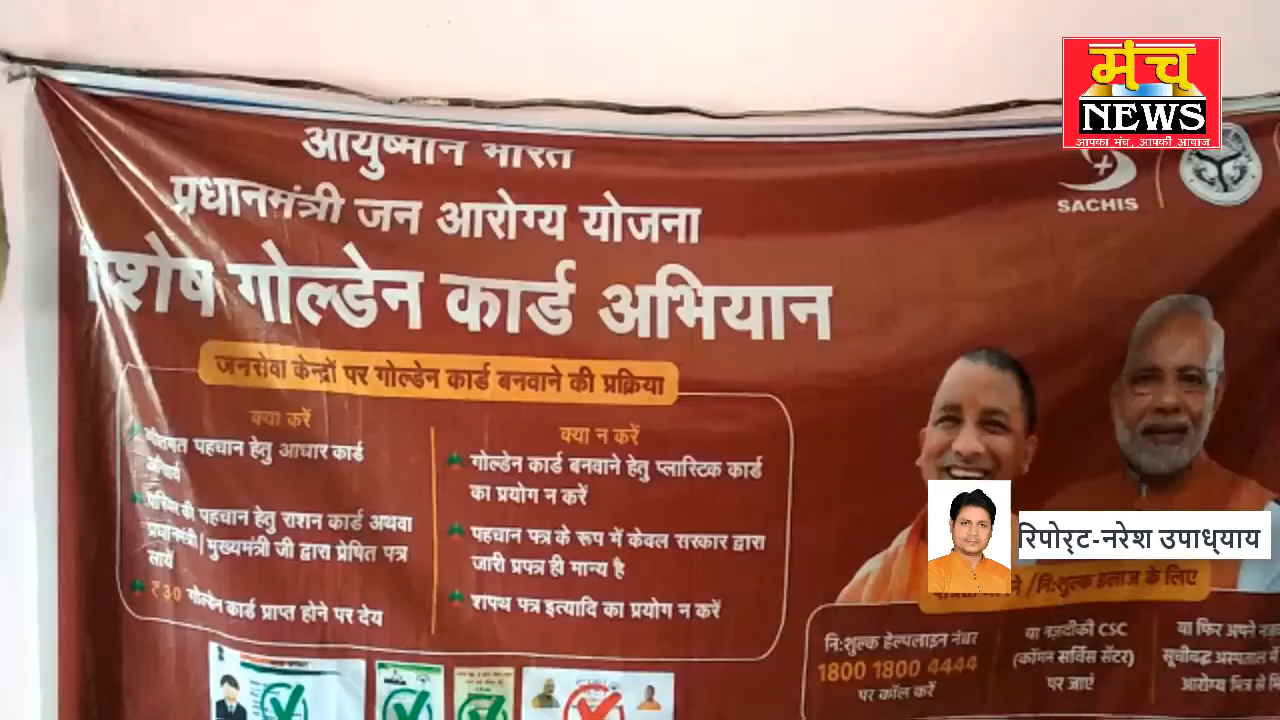 मंच
NEWS
आपका मंच, आपकी आवाज
आयुष्मान भारत
प्रधानमंत्री जन आरोग्य योजना
गोल्डेन कार्ड अभियान
SACHIS
जनसेवा केन्द्रों पर गोल्डेन कार्ड बनवाने की प्रक्रिया
क्या करें
पहचान हेतु आधार कार्ड
की पहचान हेतु राशन कार्ड अथवा
प्रधानमंत्री/मुख्यमंत्री जी द्वारा प्रेषित पत्र
लायें
₹30 गोल्डेन कार्ड प्राप्त होने पर देय
क्या न करें
गोल्डेन कार्ड बनवाने हेतु प्लास्टिक कार्ड
का प्रयोग न करें
पहचान पत्र के रूप में केवल सरकार द्वारा
जारी प्रपत्र ही मान्य है
शपथ पत्र इत्यादि का प्रयोग न करें
रिपोर्ट-नरेश उपाध्याय
/निःशुल्क इलाज के लिए
निःशुल्क हेल्पलाइन नंबर
1800 1800 4444
पर कॉल करें
या नज़दीकी CSC
(कॉमन सर्विस सेंटर)
पर जाएं
या फिर अपने
सूचीबद्ध अस्पताल में
आरोग्य मित्र से